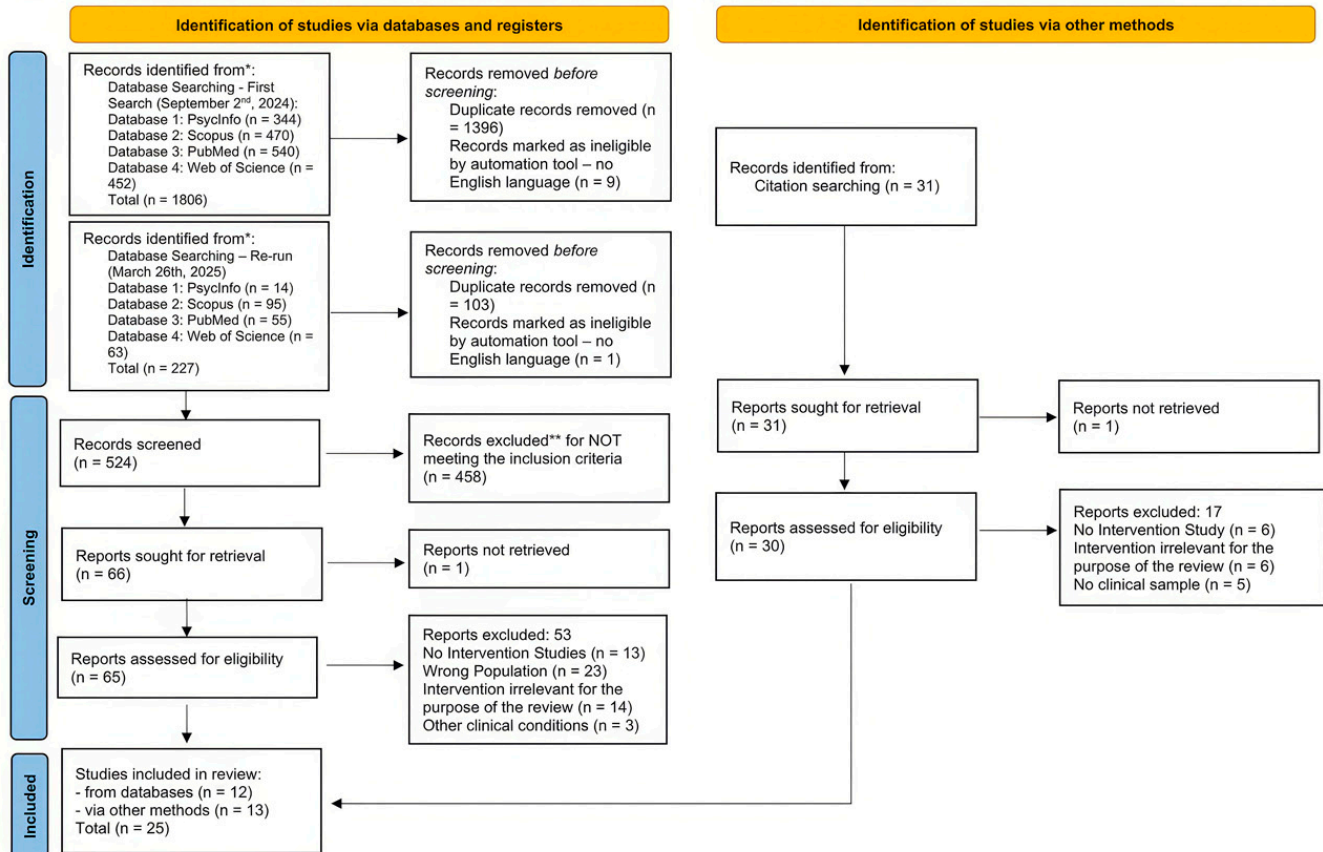 Identification of studies via databases and registers
Identification of studies via other methods
Identification
Records identified from*:
Database Searching - First
Search (September 2nd, 2024):
Database 1: PsycInfo (n = 344)
Database 2: Scopus (n = 470)
Database 3: PubMed (n = 540)
Database 4: Web of Science (n =
452)
Total (n = 1806)
Records removed before
screening:
Duplicate records removed (n
= 1396)
Records marked as ineligible
by automation tool – no
English language (n = 9)
Records identified from:
Citation searching (n = 31)
Records identified from*:
Database Searching – Re-run
(March 26th, 2025)
Database 1: PsycInfo (n = 14)
Database 2: Scopus (n = 95)
Database 3: PubMed (n = 55)
Database 4: Web of Science (n =
63)
Total (n = 227)
Records removed before
screening:
Duplicate records removed (n
= 103)
Records marked as ineligible
by automation tool – no
English language (n = 1)
Screening
Records screened
(n = 524)
Records excluded** for NOT
meeting the inclusion criteria
(n = 458)
Reports sought for retrieval
(n = 31)
Reports not retrieved
(n = 1)
Reports sought for retrieval
(n = 66)
Reports not retrieved
(n = 1)
Reports assessed for eligibility
(n = 30)
Reports excluded: 17
No Intervention Study (n = 6)
Intervention irrelevant for the
purpose of the review (n = 6)
No clinical sample (n = 5)
Reports assessed for eligibility
(n = 65)
Reports excluded: 53
No Intervention Studies (n = 13)
Wrong Population (n = 23)
Intervention irrelevant for the
purpose of the review (n = 14)
Other clinical conditions (n = 3)
Included
Studies included in review:
- from databases (n = 12)
- via other methods (n = 13)
Total (n = 25)